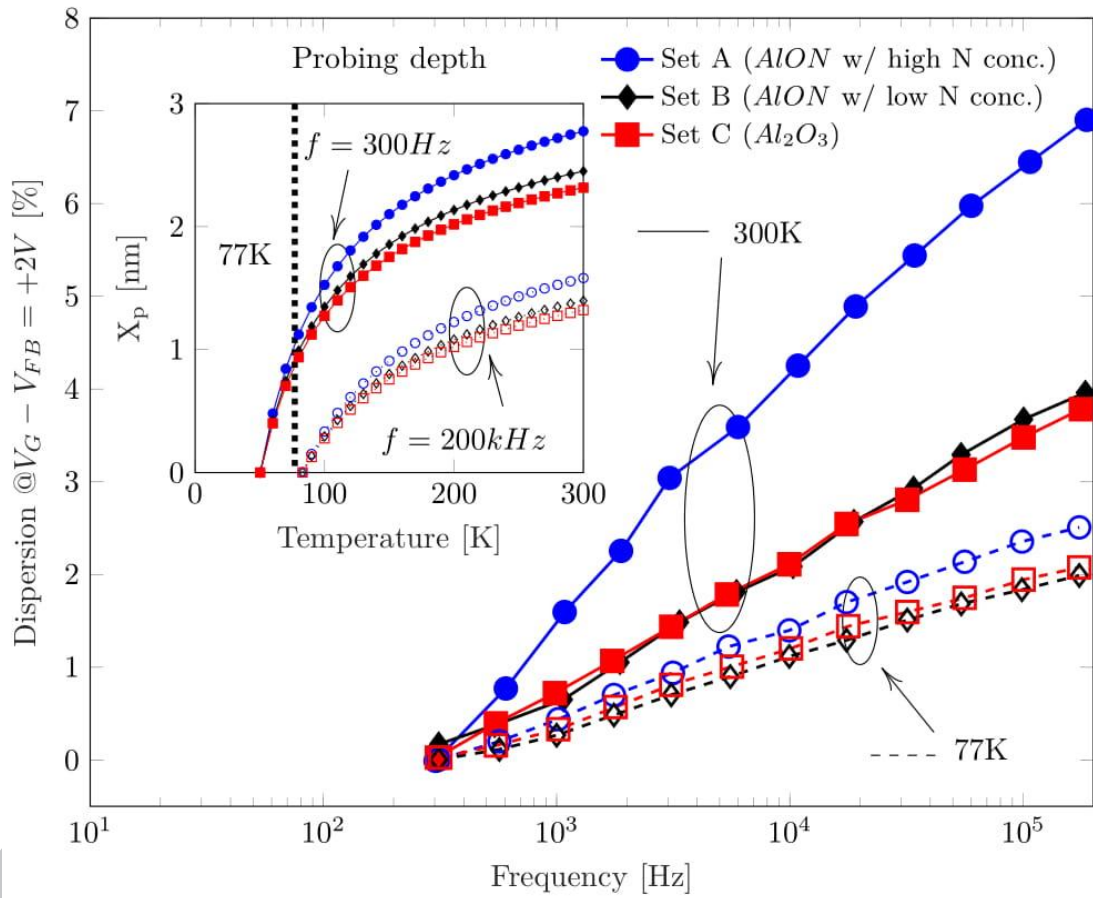 8
7
6
5
4
3
2
1
0
Dispersion @V_G − V_FB = +2V [%]
10^1
10^2
10^3
10^4
10^5
Frequency [Hz]
Set A (AlON w/ high N conc.)
Set B (AlON w/ low N conc.)
Set C (Al_2O_3)
300K
77K
Probing depth
3
2
1
0
X_p [nm]
f = 300Hz
77K
f = 200kHz
0
100
200
300
Temperature [K]